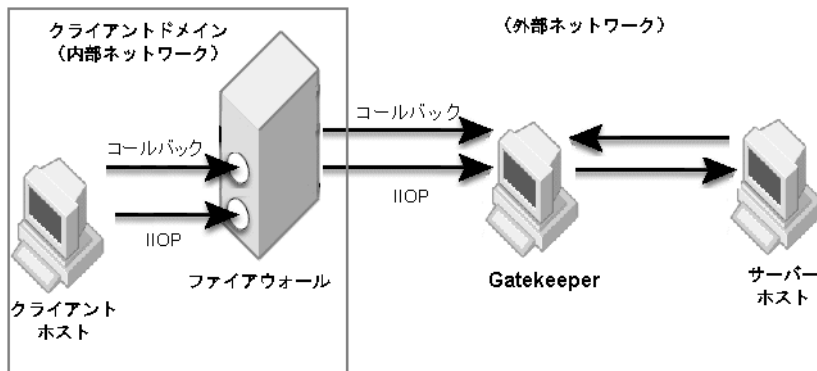 クライアントドメイン
（内部ネットワーク）
（外部ネットワーク）
コールバック
コールバック
IIOP
IIOP
ファイアウォール
Gatekeeper
サーバー
ホスト
クライアント
ホスト